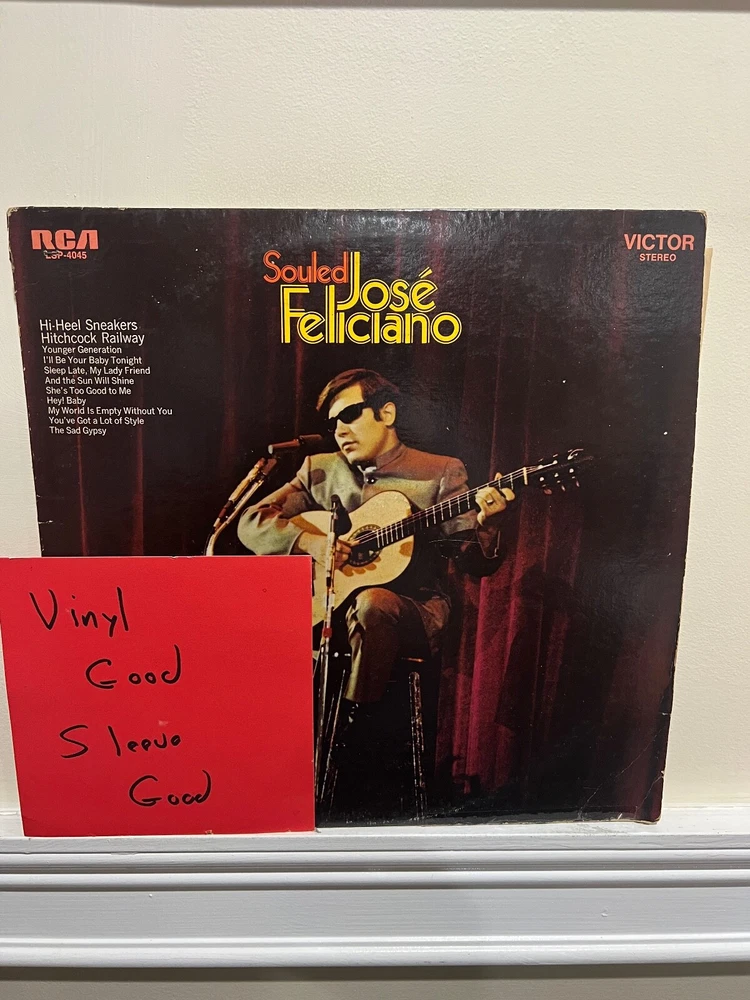 RCA
LSP-4045
VICTOR
STEREO
Souled
José
Feliciano
Hi-Heel Sneakers
Hitchcock Railway
Younger Generation
I'll Be Your Baby Tonight
Sleep Late, My Lady Friend
And the Sun Will Shine
She's Too Good to Me
Hey! Baby
My World Is Empty Without You
You've Got a Lot of Style
The Sad Gypsy
Vinyl
Good
Sleeve
Good